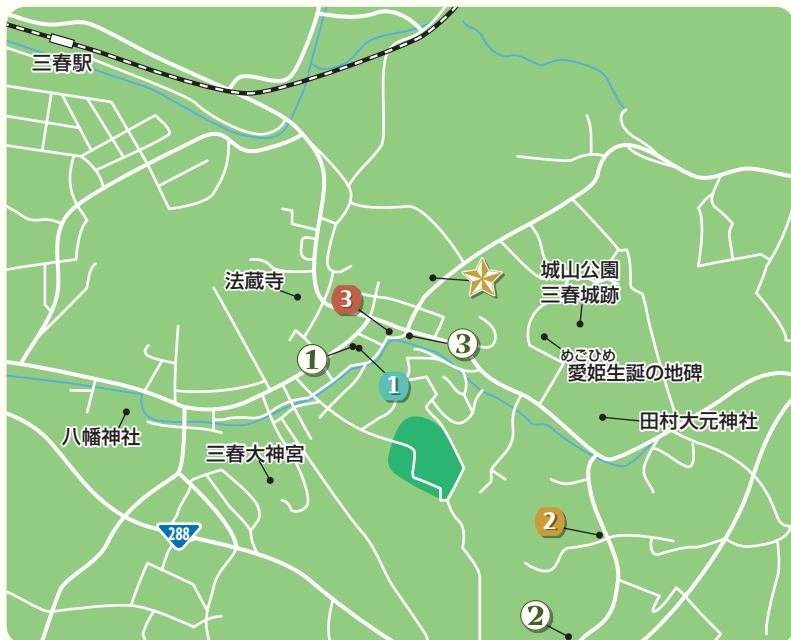 三春駅
法蔵寺
城山公園
三春城跡
3
3
1
めごひめ
愛姫生誕の地碑
1
八幡神社
田村大元神社
三春大神宮
288
2
2